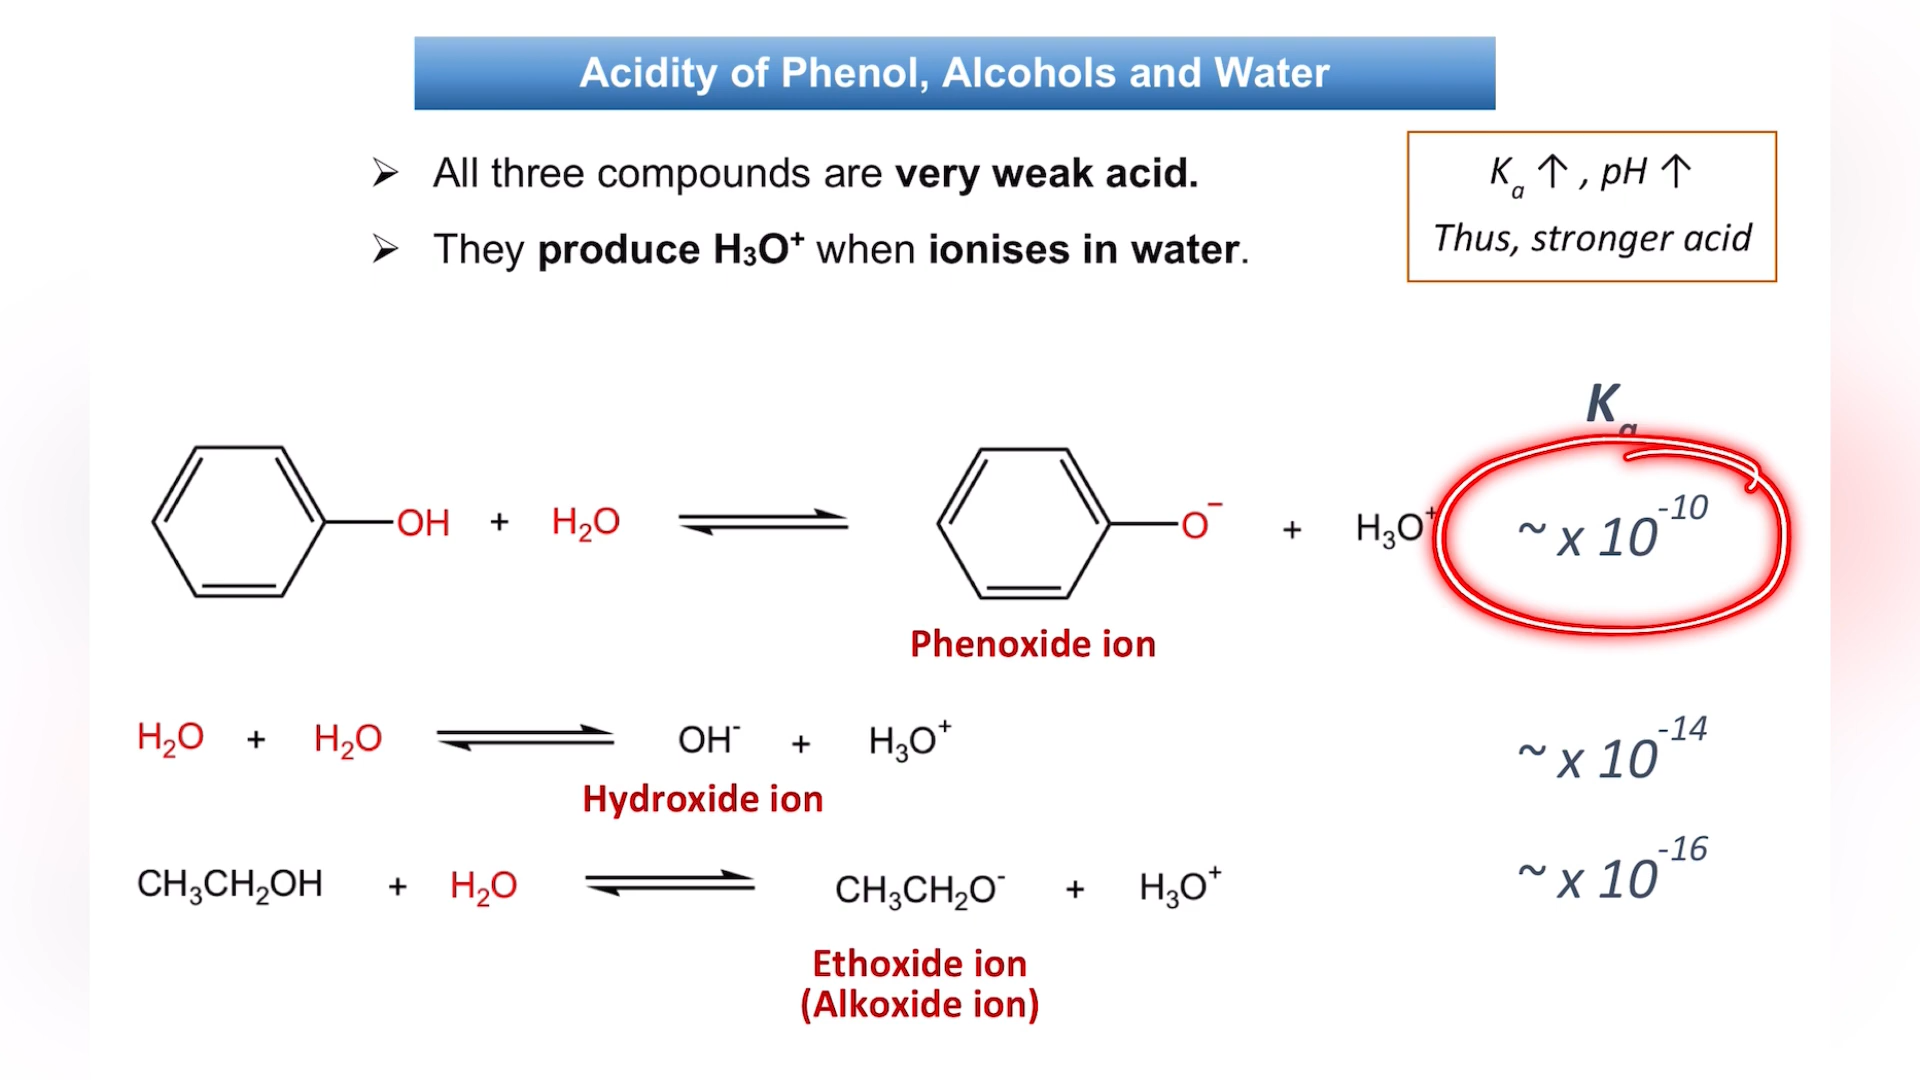 Acidity of Phenol, Alcohols and Water
➢ All three compounds are very weak acid.
➢ They produce H₃O⁺ when ionises in water.
Kₐ ↑ , pH ↑
Thus, stronger acid
Kₐ
OH + H₂O ⇌ O⁻ + H₃O⁺ ~ x 10⁻¹⁰
Phenoxide ion
H₂O + H₂O ⇌ OH⁻ + H₃O⁺ ~ x 10⁻¹⁴
Hydroxide ion
CH₃CH₂OH + H₂O ⇌ CH₃CH₂O⁻ + H₃O⁺ ~ x 10⁻¹⁶
Ethoxide ion
(Alkoxide ion)